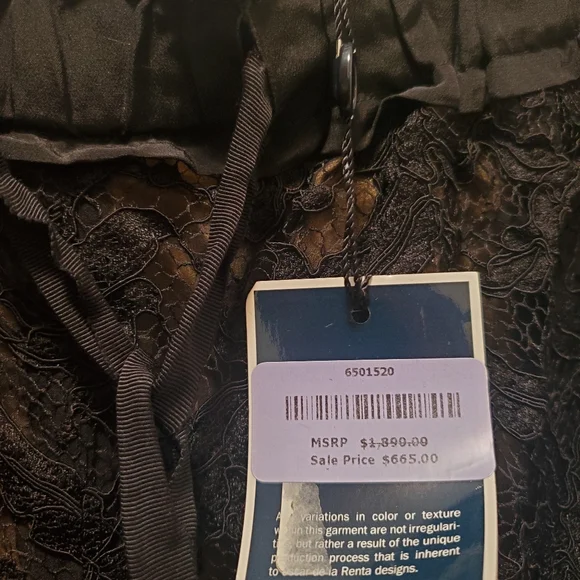 6501520
MSRP $1,890.00
Sale Price $665.00
variations in color or texture
this garment are not irregulari-
but rather a result of the unique
process that is inherent
to de la Renta designs.